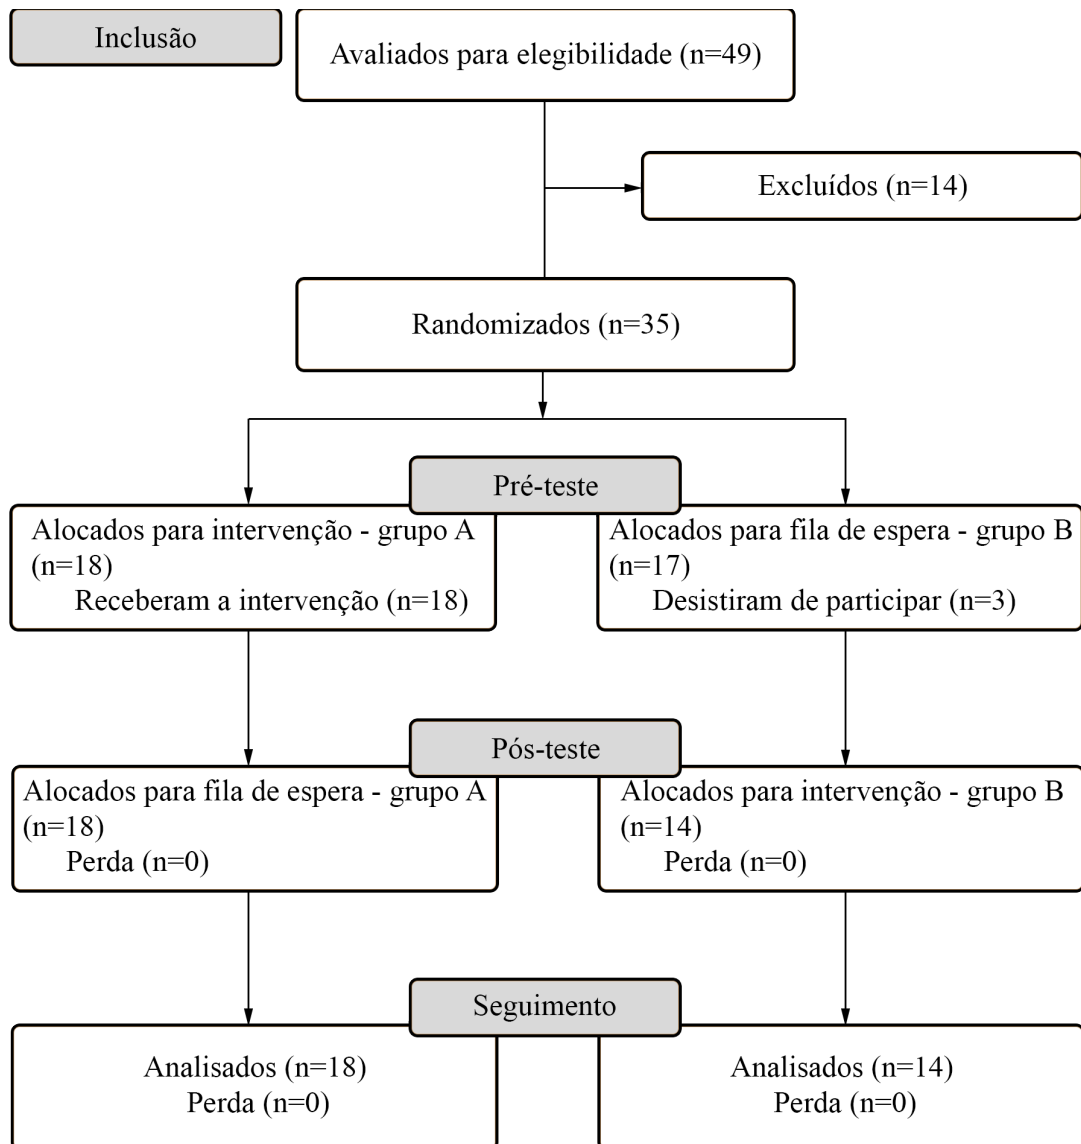 Inclusão
Avaliados para elegibilidade (n=49)
Excluídos (n=14)
Randomizados (n=35)
Pré-teste
Alocados para intervenção - grupo A
(n=18)
Receberam a intervenção (n=18)
Alocados para fila de espera - grupo B
(n=17)
Desistiram de participar (n=3)
Pós-teste
Alocados para fila de espera - grupo A
(n=18)
Perda (n=0)
Alocados para intervenção - grupo B
(n=14)
Perda (n=0)
Seguimento
Analisados (n=18)
Perda (n=0)
Analisados (n=14)
Perda (n=0)